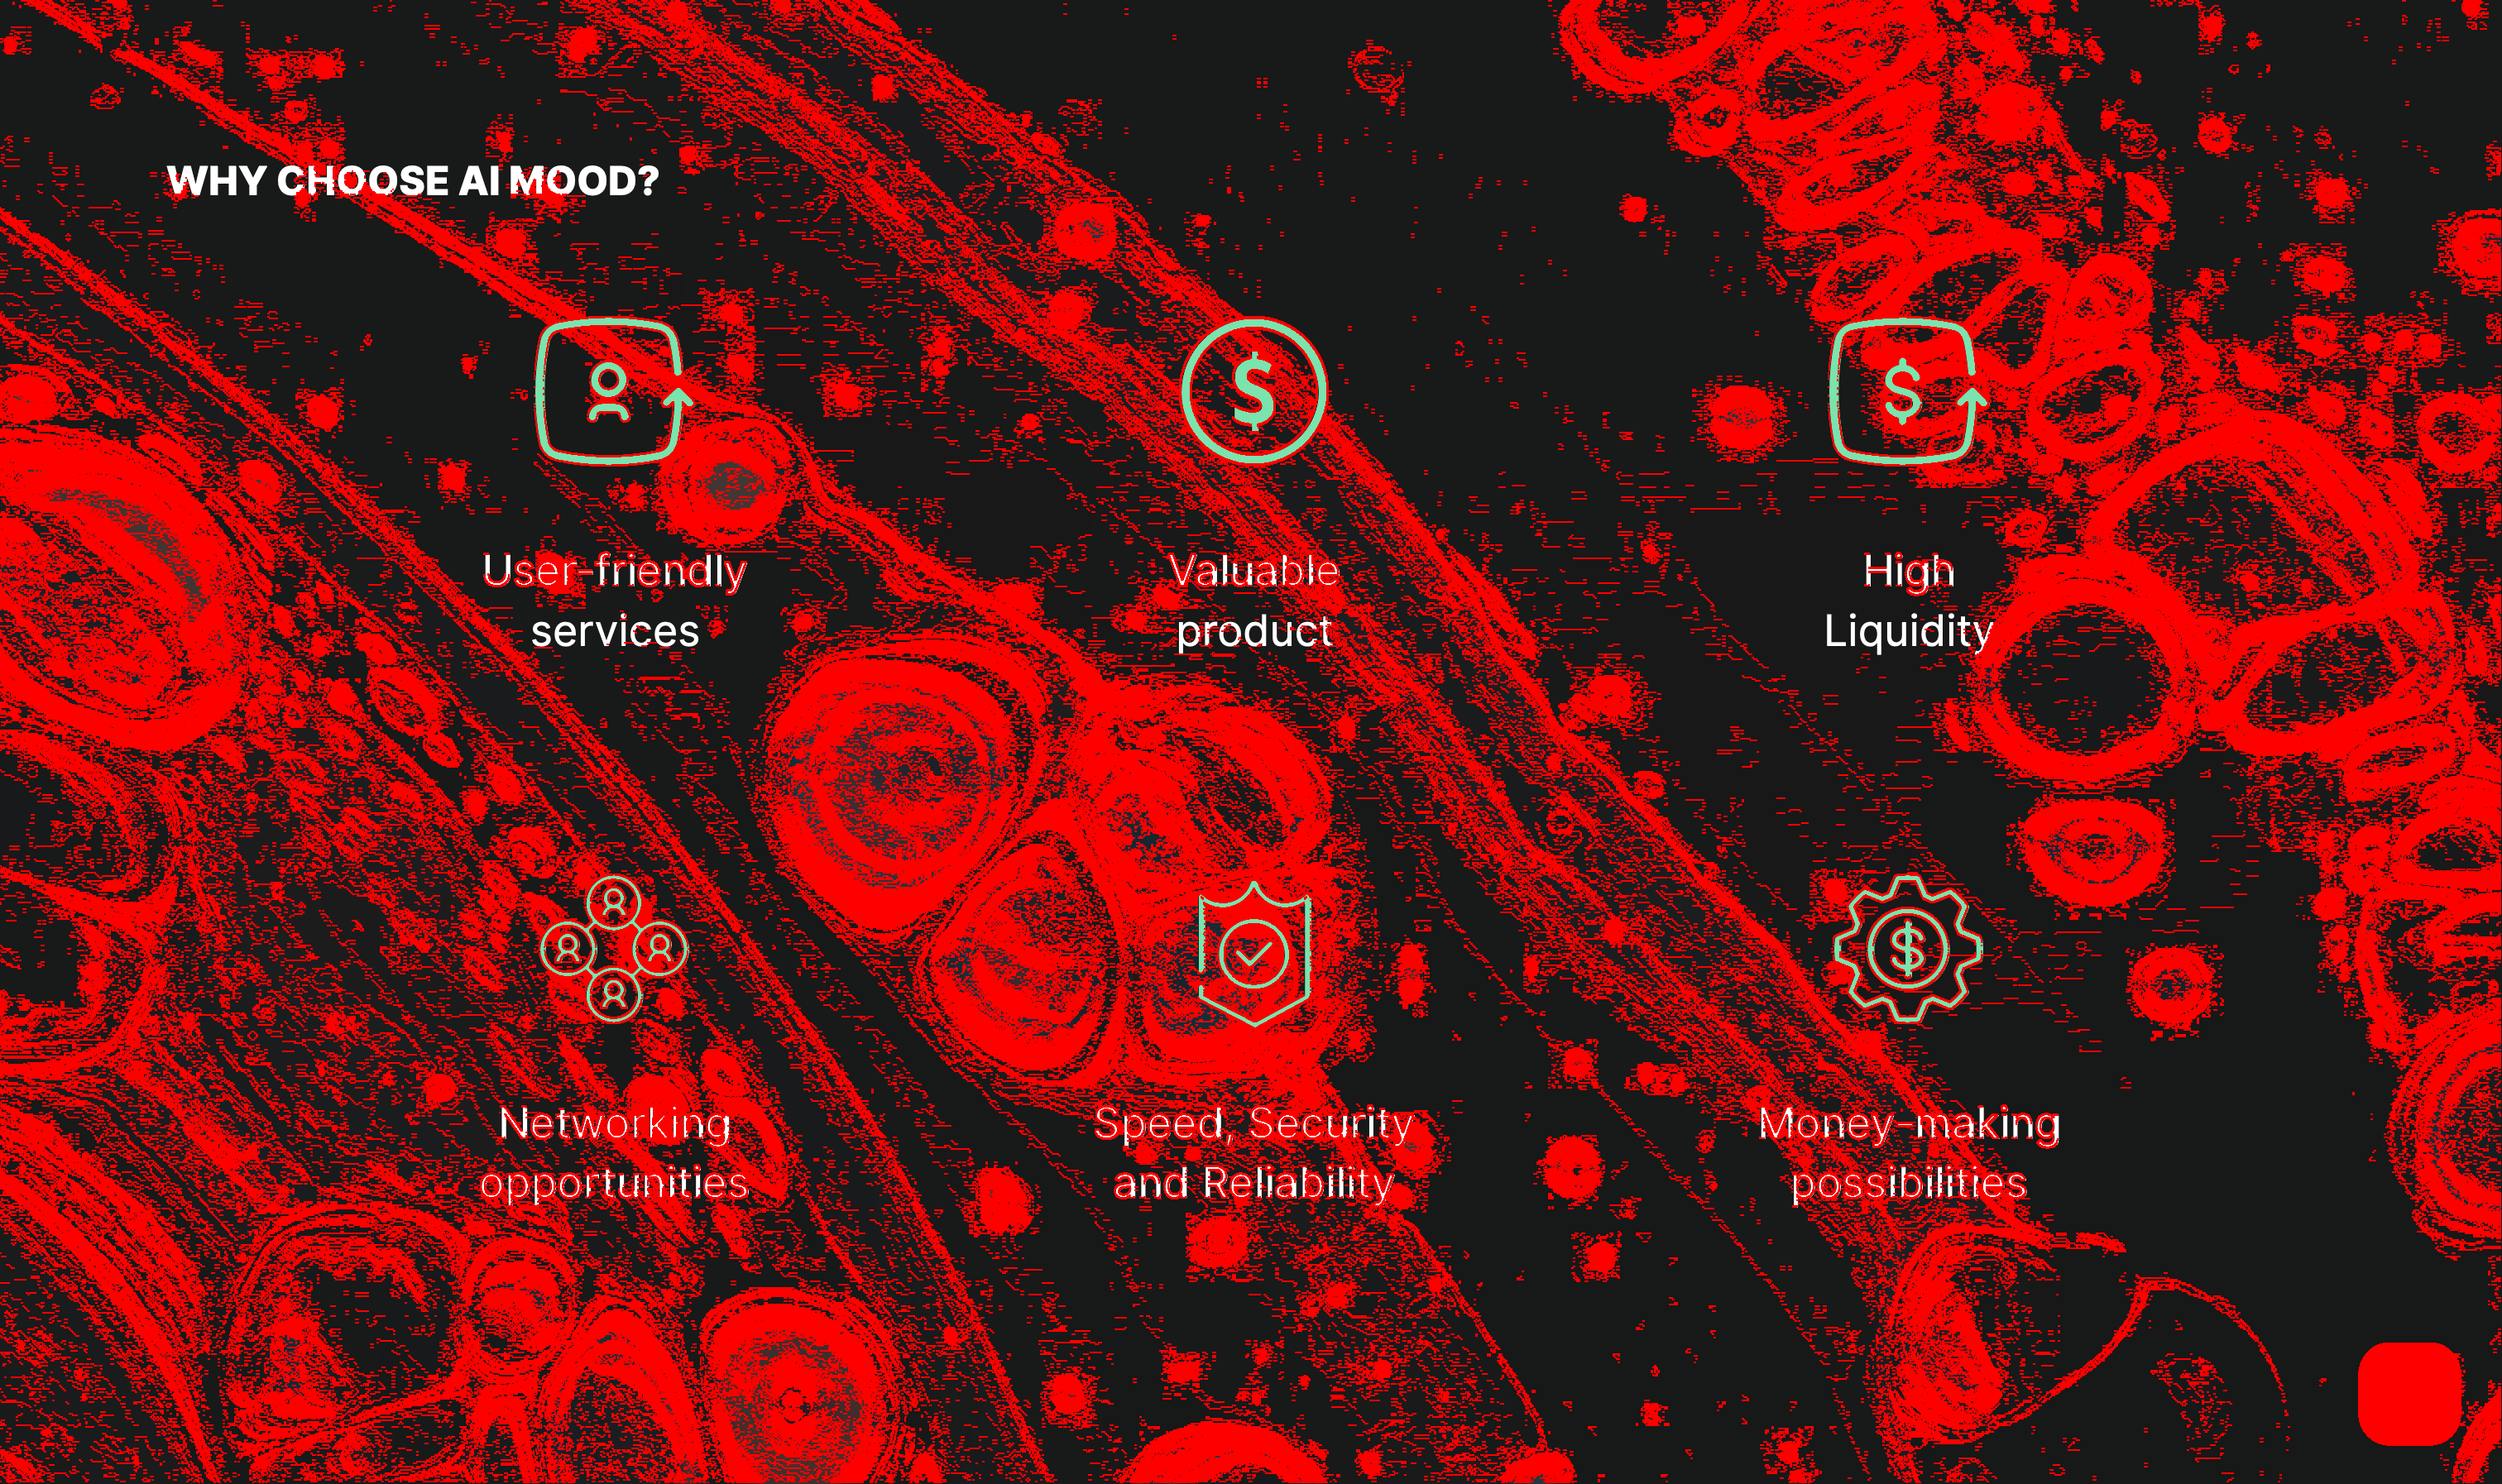 WHY CHOOSE AI MOOD?
User-friendly
services
Valuable
product
High
Liquidity
Networking
opportunities
Speed, Security
and Reliability
Money-making
possibilities